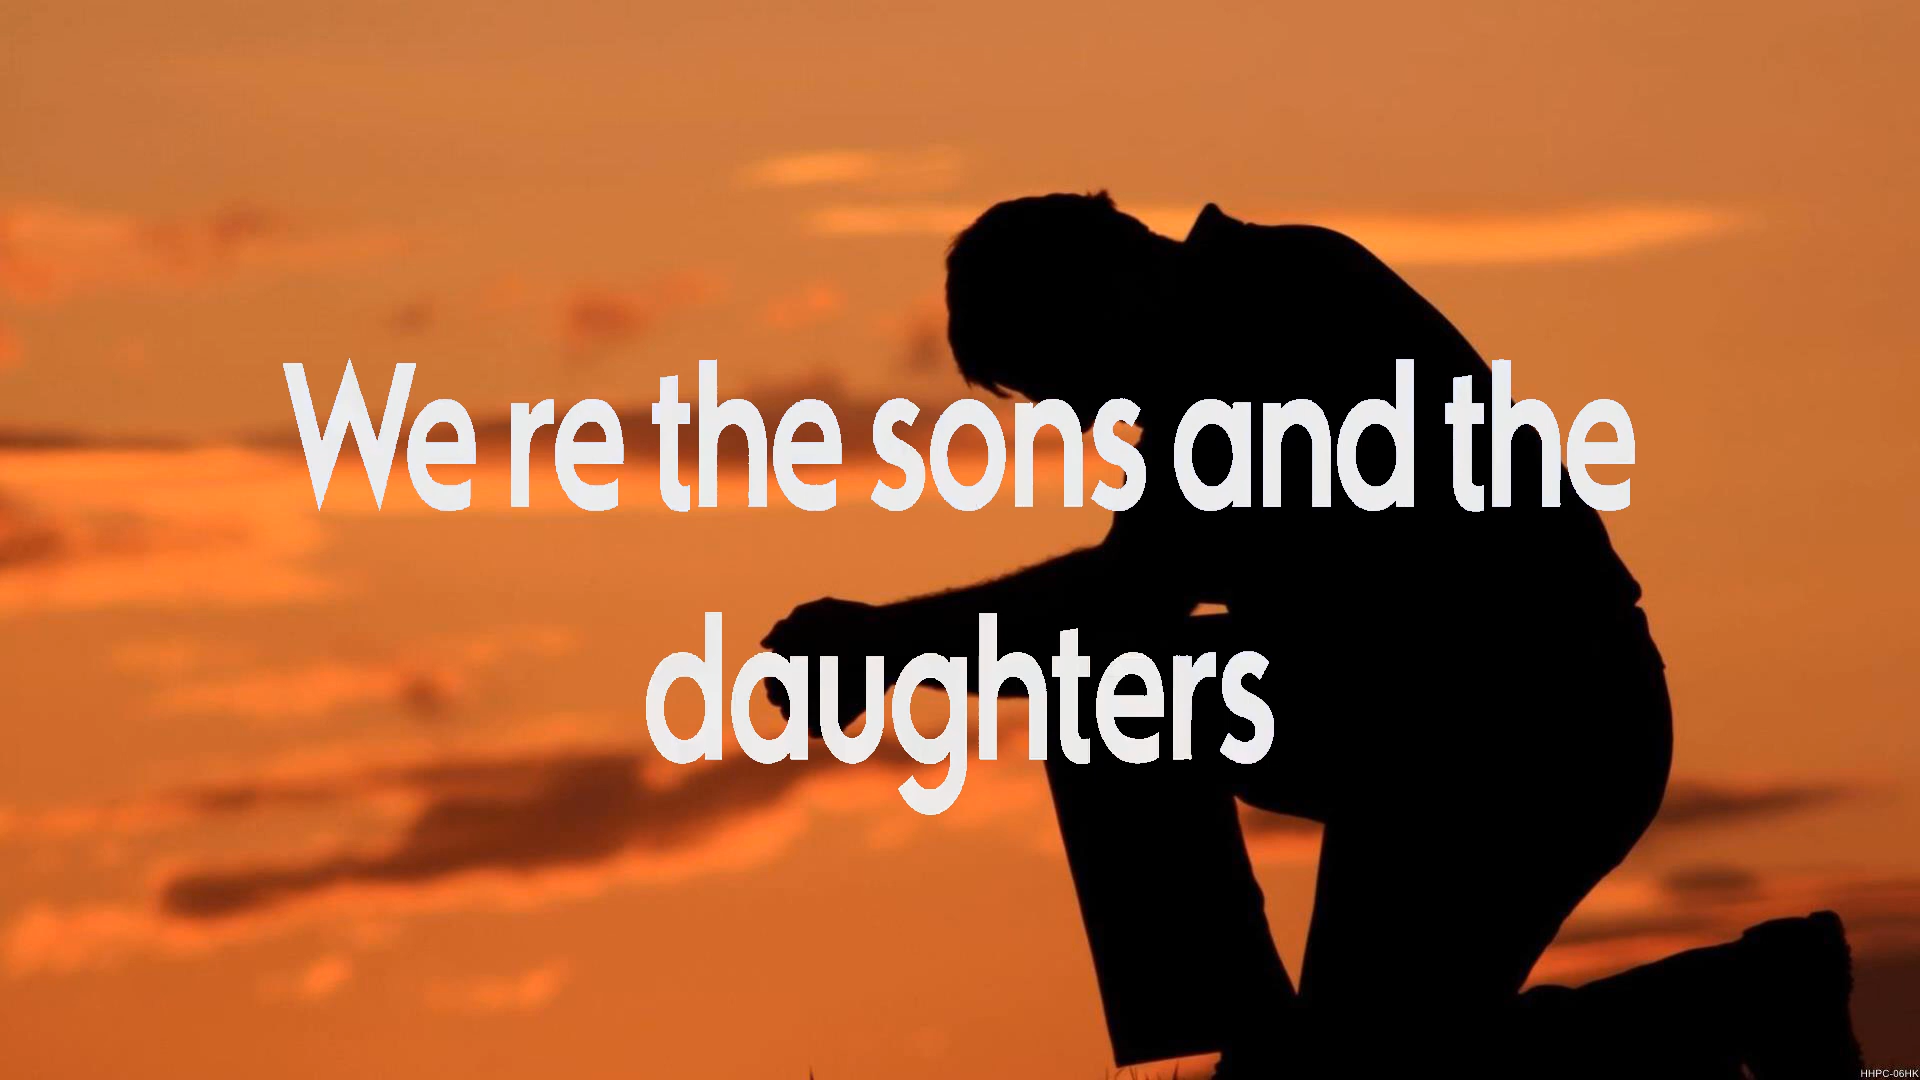 We re the sons and the
daughters
HHPC-06HK